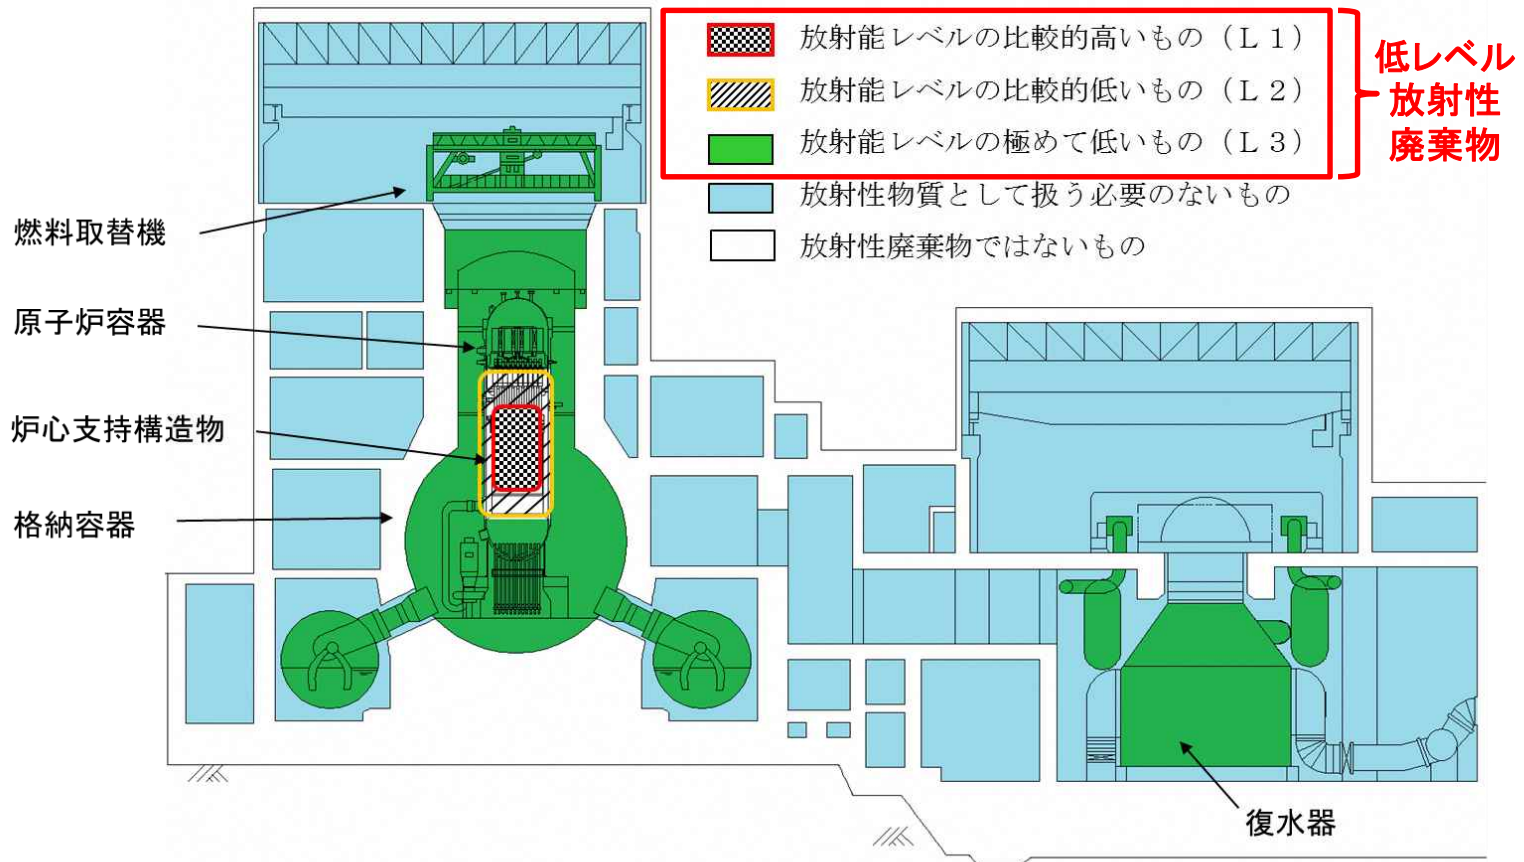 放射能レベルの比較的高いもの（Ｌ１）
放射能レベルの比較的低いもの（Ｌ２）
放射能レベルの極めて低いもの（Ｌ３）
放射性物質として扱う必要のないもの
放射性廃棄物ではないもの
低レベル
放射性
廃棄物
燃料取替機
原子炉容器
炉心支持構造物
格納容器
復水器